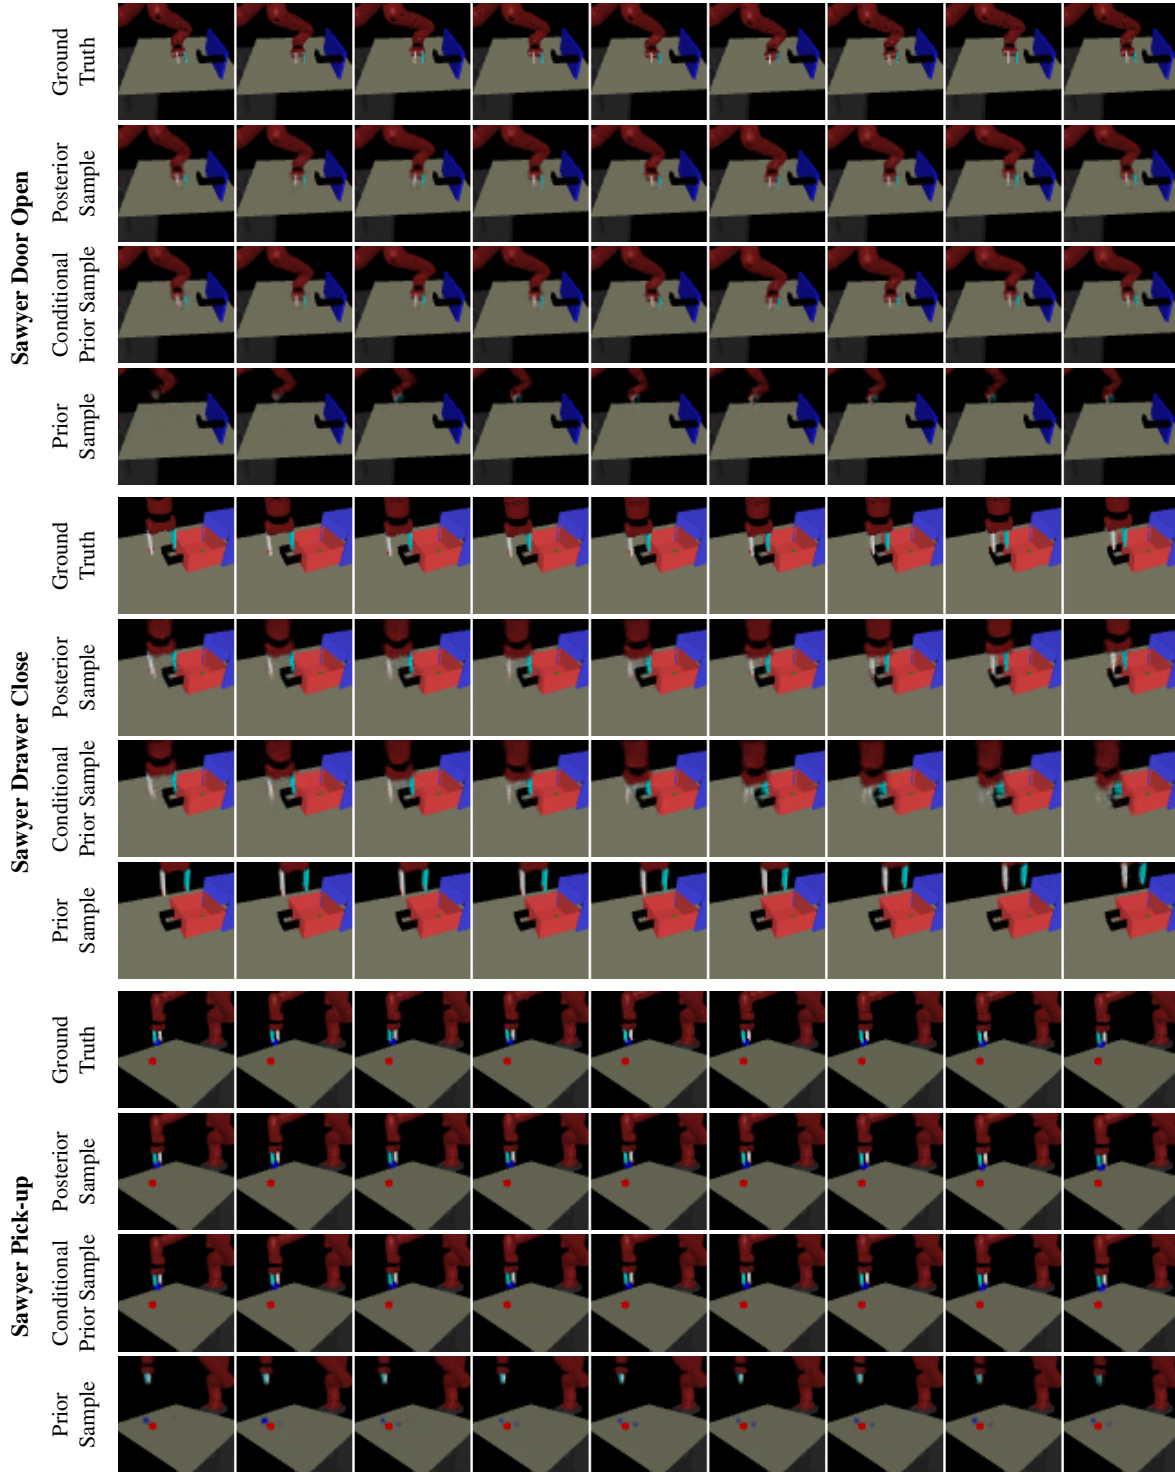 Sawyer Door Open
Ground
Truth
Posterior
Sample
Conditional
Prior Sample
Prior
Sample
Sawyer Drawer Close
Ground
Truth
Posterior
Sample
Conditional
Prior Sample
Prior
Sample
Sawyer Pick-up
Ground
Truth
Posterior
Sample
Conditional
Prior Sample
Prior
Sample